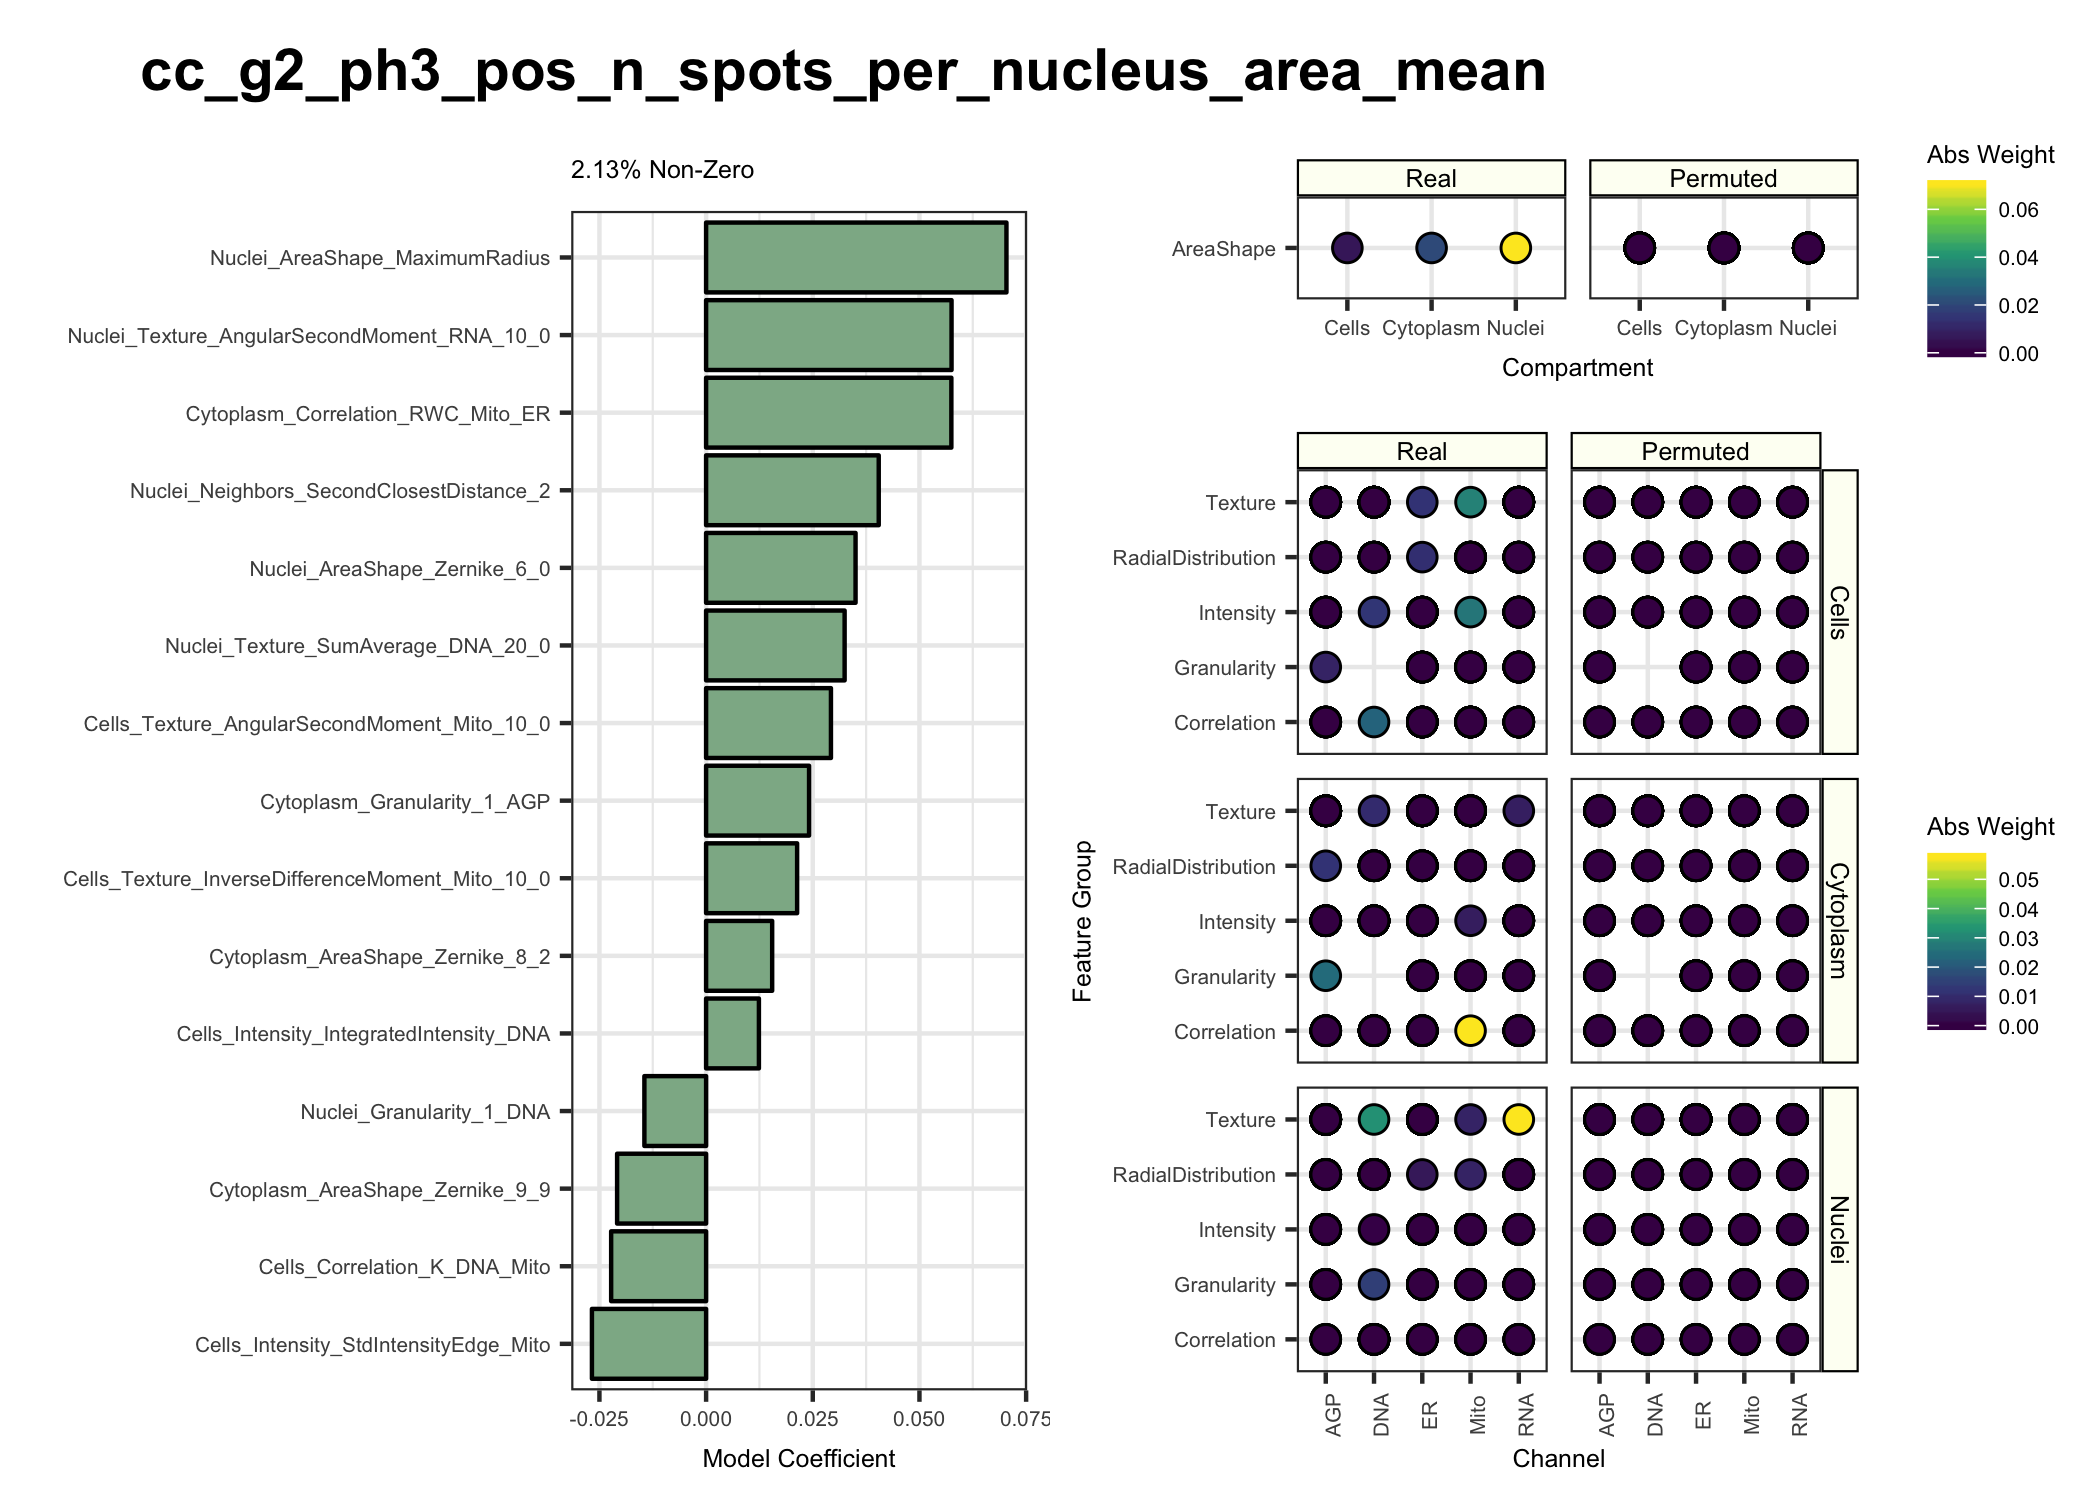 cc_g2_ph3_pos_n_spots_per_nucleus_area_mean
2.13% Non-Zero
Nuclei_AreaShape_MaximumRadius
Nuclei_Texture_AngularSecondMoment_RNA_10_0
Cytoplasm_Correlation_RWC_Mito_ER
Nuclei_Neighbors_SecondClosestDistance_2
Nuclei_AreaShape_Zernike_6_0
Nuclei_Texture_SumAverage_DNA_20_0
Cells_Texture_AngularSecondMoment_Mito_10_0
Cytoplasm_Granularity_1_AGP
Cells_Texture_InverseDifferenceMoment_Mito_10_0
Cytoplasm_AreaShape_Zernike_8_2
Cells_Intensity_IntegratedIntensity_DNA
Nuclei_Granularity_1_DNA
Cytoplasm_AreaShape_Zernike_9_9
Cells_Correlation_K_DNA_Mito
Cells_Intensity_StdIntensityEdge_Mito
-0.025 0.000 0.025 0.050 0.075
Model Coefficient
Real Permuted
AreaShape
Cells Cytoplasm Nuclei Cells Cytoplasm Nuclei
Compartment
Abs Weight
0.06
0.04
0.02
0.00
Feature Group
Real Permuted
Texture
RadialDistribution
Intensity
Granularity
Correlation
Cells
Texture
RadialDistribution
Intensity
Granularity
Correlation
Cytoplasm
Texture
RadialDistribution
Intensity
Granularity
Correlation
Nuclei
AGP DNA ER Mito RNA AGP DNA ER Mito RNA
Channel
Abs Weight
0.05
0.04
0.03
0.02
0.01
0.00